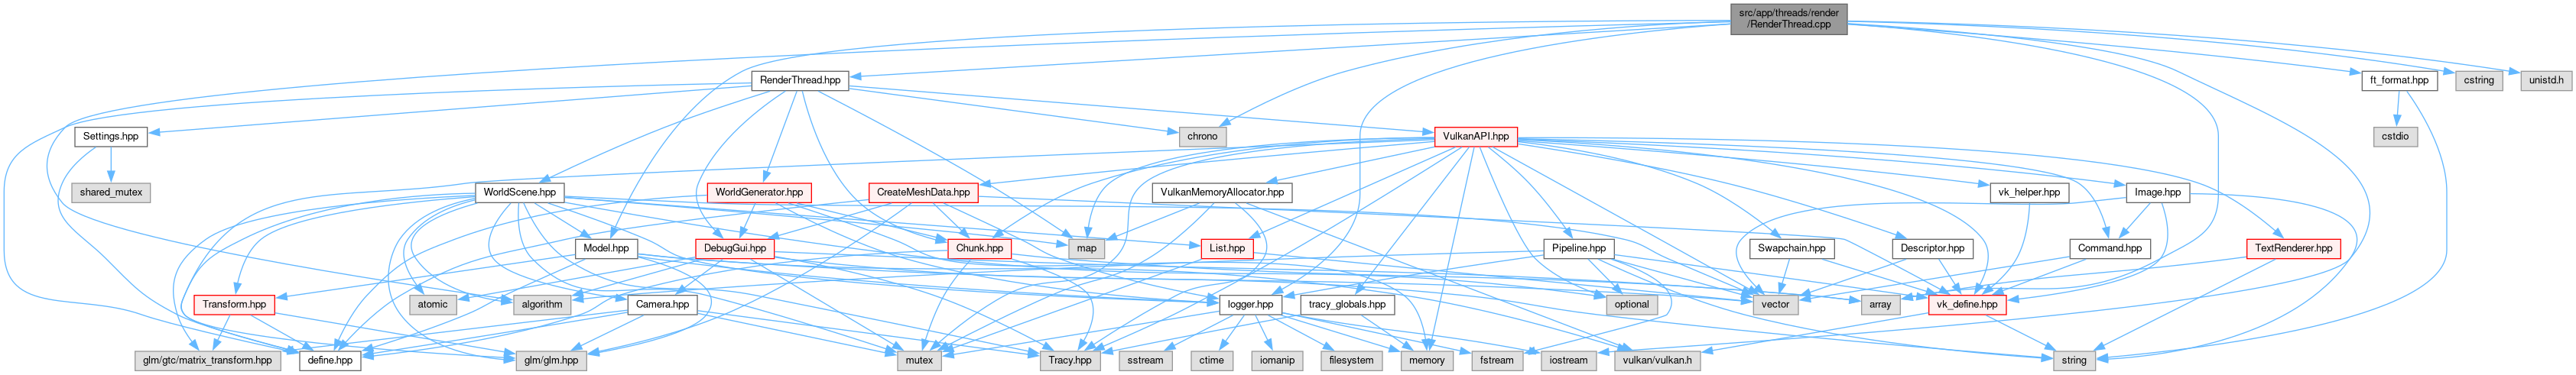 src/app/threads/render
/RenderThread.cpp
RenderThread.hpp
ft_format.hpp
cstring
unistd.h
Settings.hpp
chrono
VulkanAPI.hpp
cstdio
shared_mutex
WorldScene.hpp
WorldGenerator.hpp
CreateMeshData.hpp
VulkanMemoryAllocator.hpp
vk_helper.hpp
Image.hpp
Model.hpp
DebugGui.hpp
map
Chunk.hpp
List.hpp
Pipeline.hpp
Swapchain.hpp
Descriptor.hpp
Command.hpp
TextRenderer.hpp
Transform.hpp
atomic
algorithm
Camera.hpp
logger.hpp
tracy_globals.hpp
optional
vector
array
vk_define.hpp
glm/gtc/matrix_transform.hpp
define.hpp
glm/glm.hpp
mutex
Tracy.hpp
sstream
ctime
iomanip
filesystem
memory
fstream
iostream
vulkan/vulkan.h
string